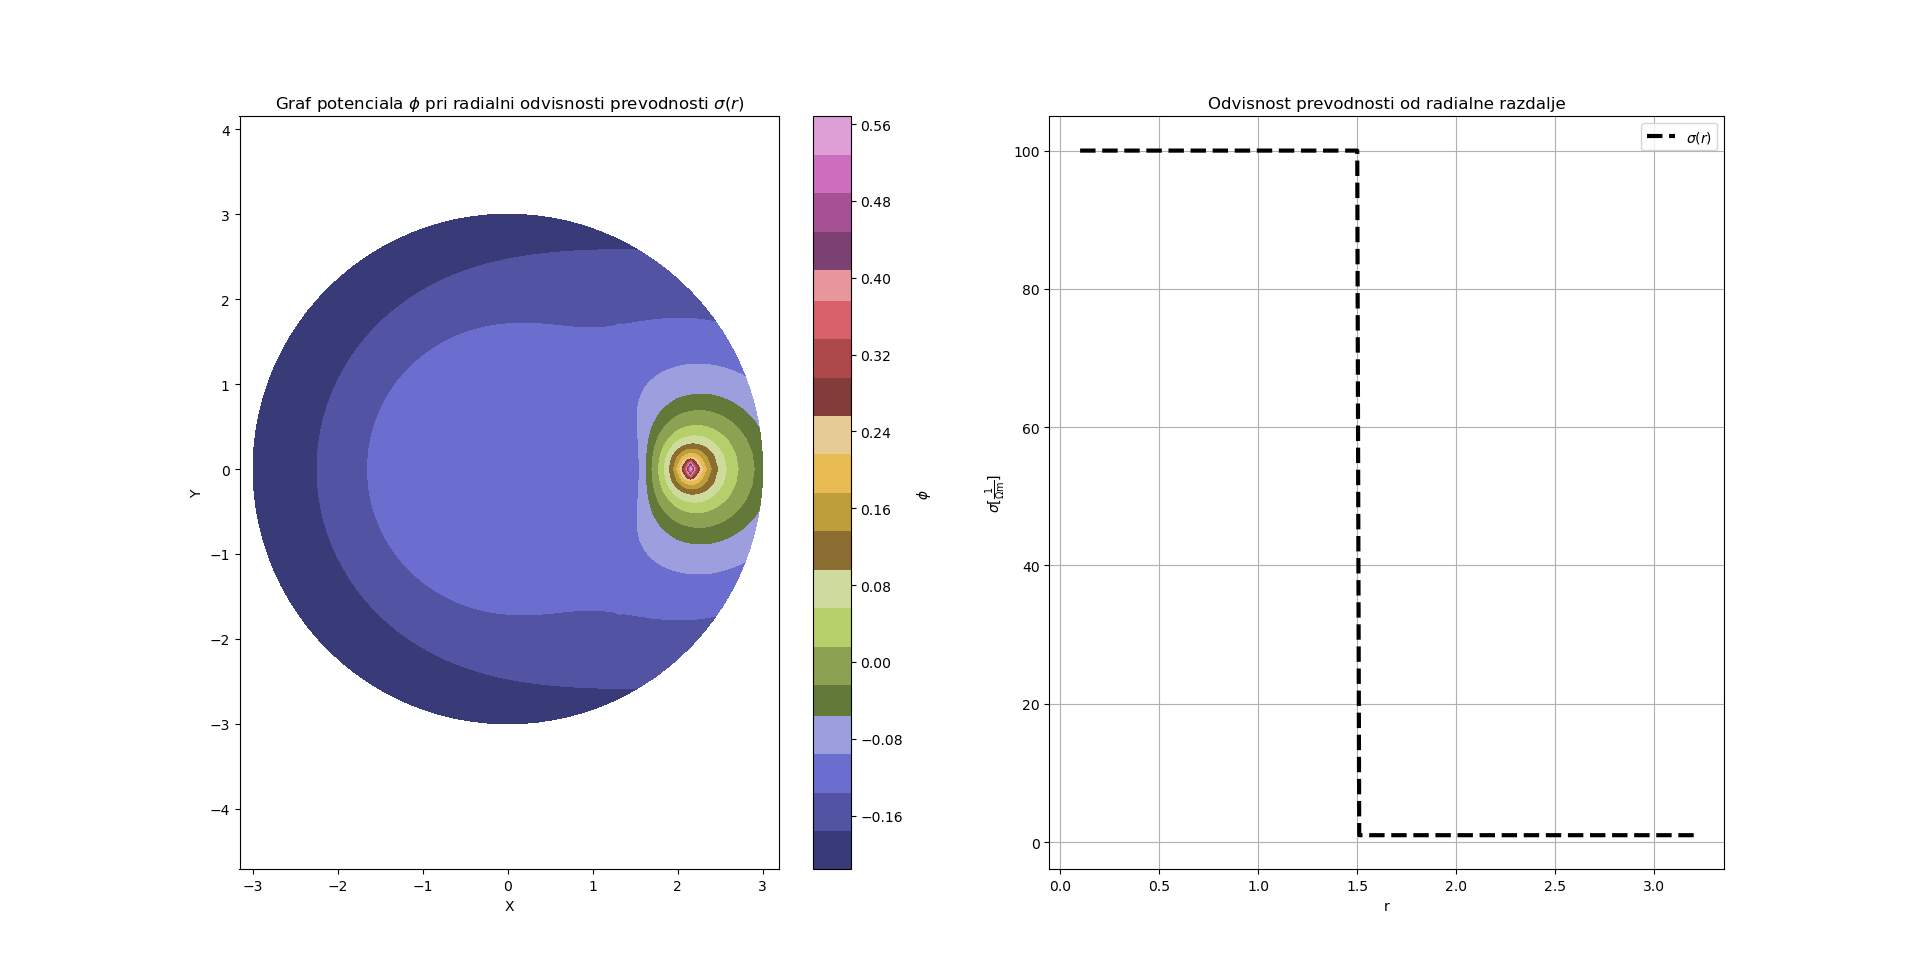 Graf potenciala ϕ pri radialni odvisnosti prevodnosti σ(r)
4
3
2
1
0
−1
−2
−3
−4
Y
−3 −2 −1 0 1 2 3
X
0.56
0.48
0.40
0.32
0.24
0.16
0.08
0.00
−0.08
−0.16
ϕ
Odvisnost prevodnosti od radialne razdalje
σ(r)
100
80
60
40
20
0
σ[1/Ωm]
0.0 0.5 1.0 1.5 2.0 2.5 3.0
r